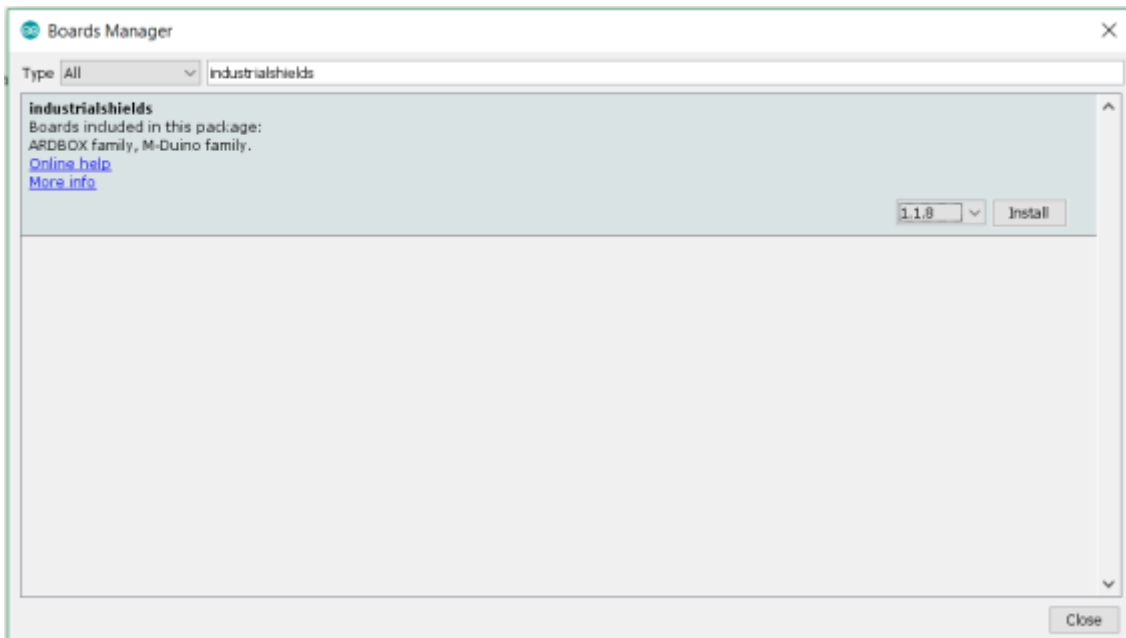 Boards Manager
Type All industrialshields
industrialshields
Boards included in this package:
ARDBOX family, M-Duino family.
Online help
More info
1.1.8 Install
Close